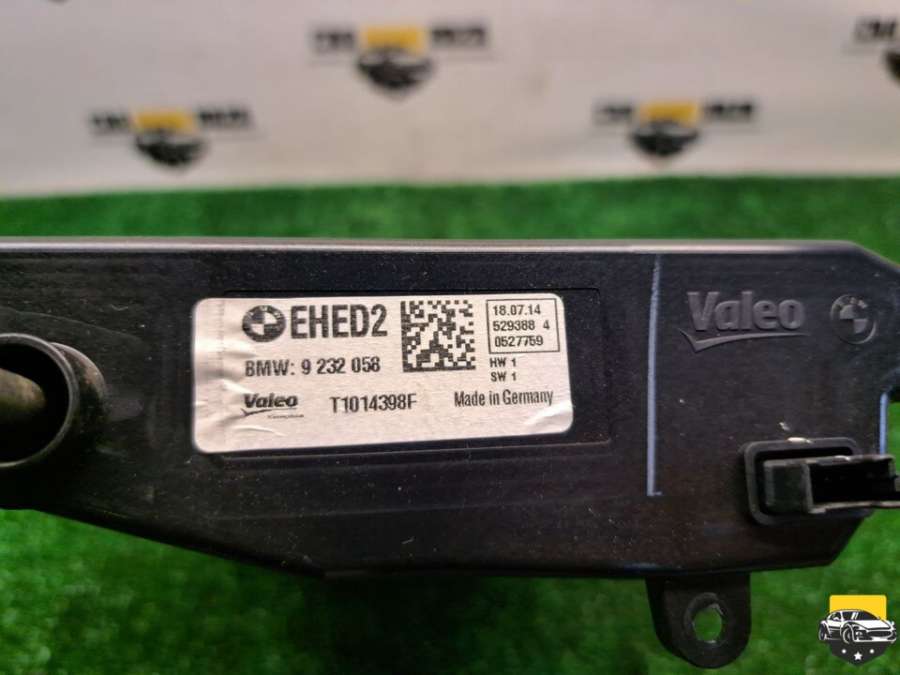 EHED2
BMW: 9 232 058
Valeo T1014398F
18.07.14
529388 4
0527759
HW 1
SW 1
Made in Germany
Valeo